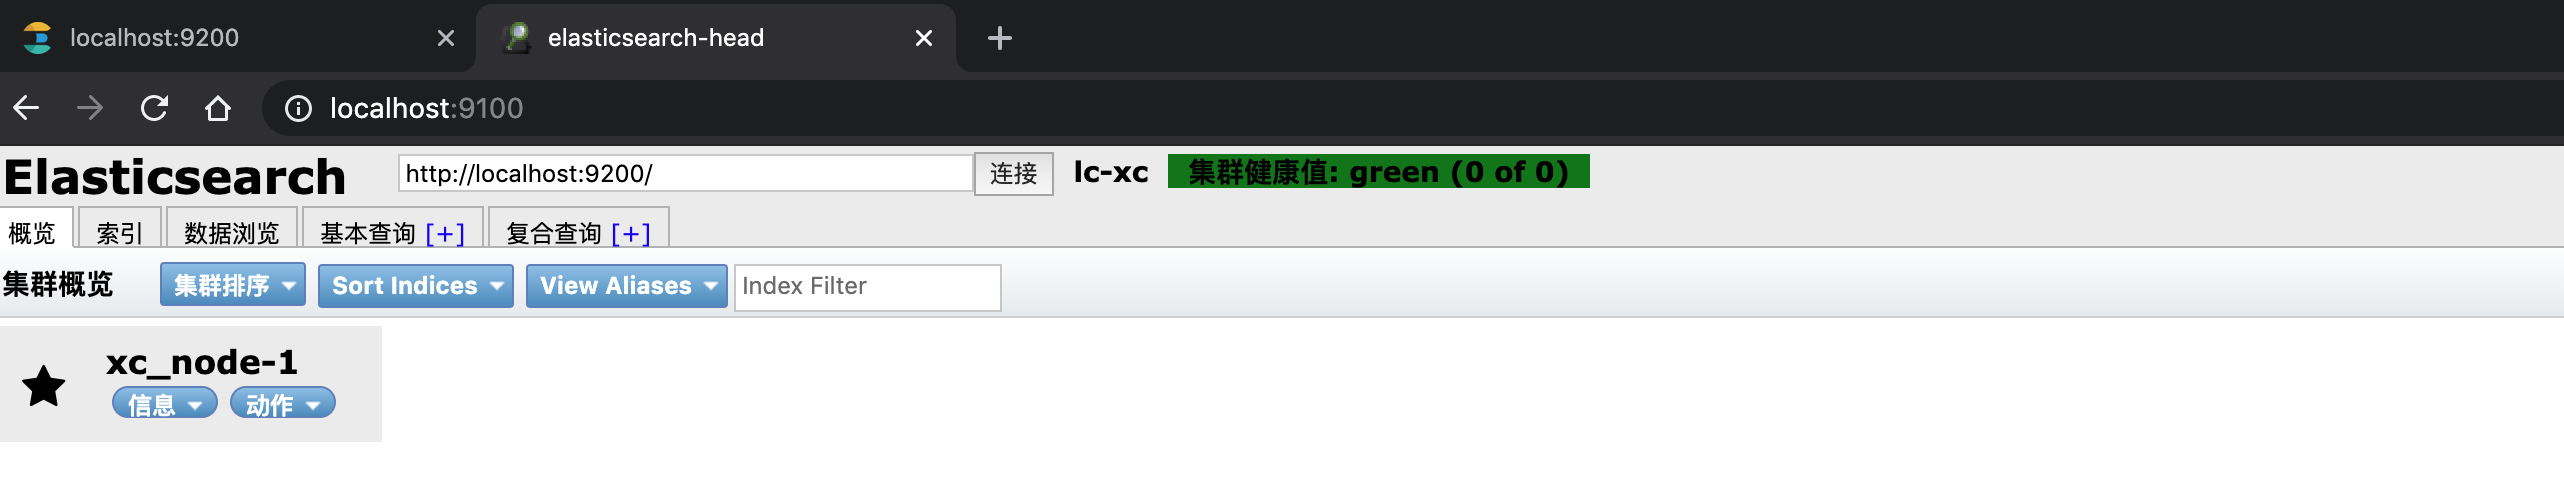 localhost:9200
elasticsearch-head
localhost:9100
Elasticsearch
http://localhost:9200/
连接
lc-xc
集群健康值: green (0 of 0)
概览
索引
数据浏览
基本查询 [+]
复合查询 [+]
集群概览
集群排序
Sort Indices
View Aliases
Index Filter
xc_node-1
信息
动作